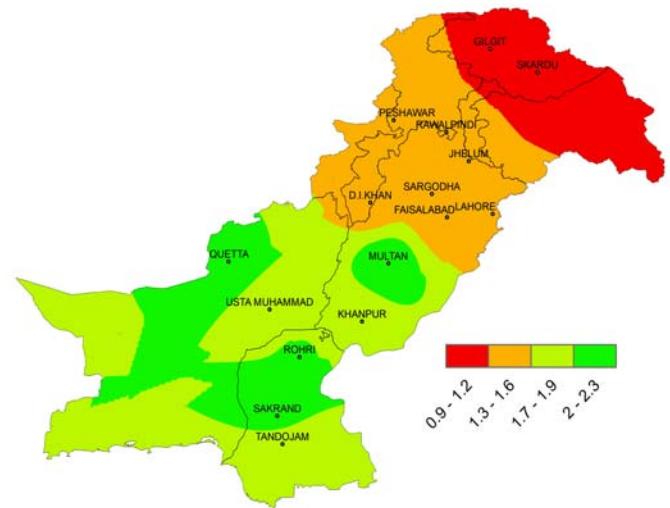 GILGIT
SKARDU
PESHAWAR
RAWALPINDI
JHELUM
SARGODHA
D.I.KHAN
FAISALABAD
LAHORE
QUETTA
MULTAN
USTA MUHAMMAD
KHANPUR
ROHRI
SAKRAND
TANDOJAM
0.9 - 1.2
1.3 - 1.6
1.7 - 1.9
2 - 2.3